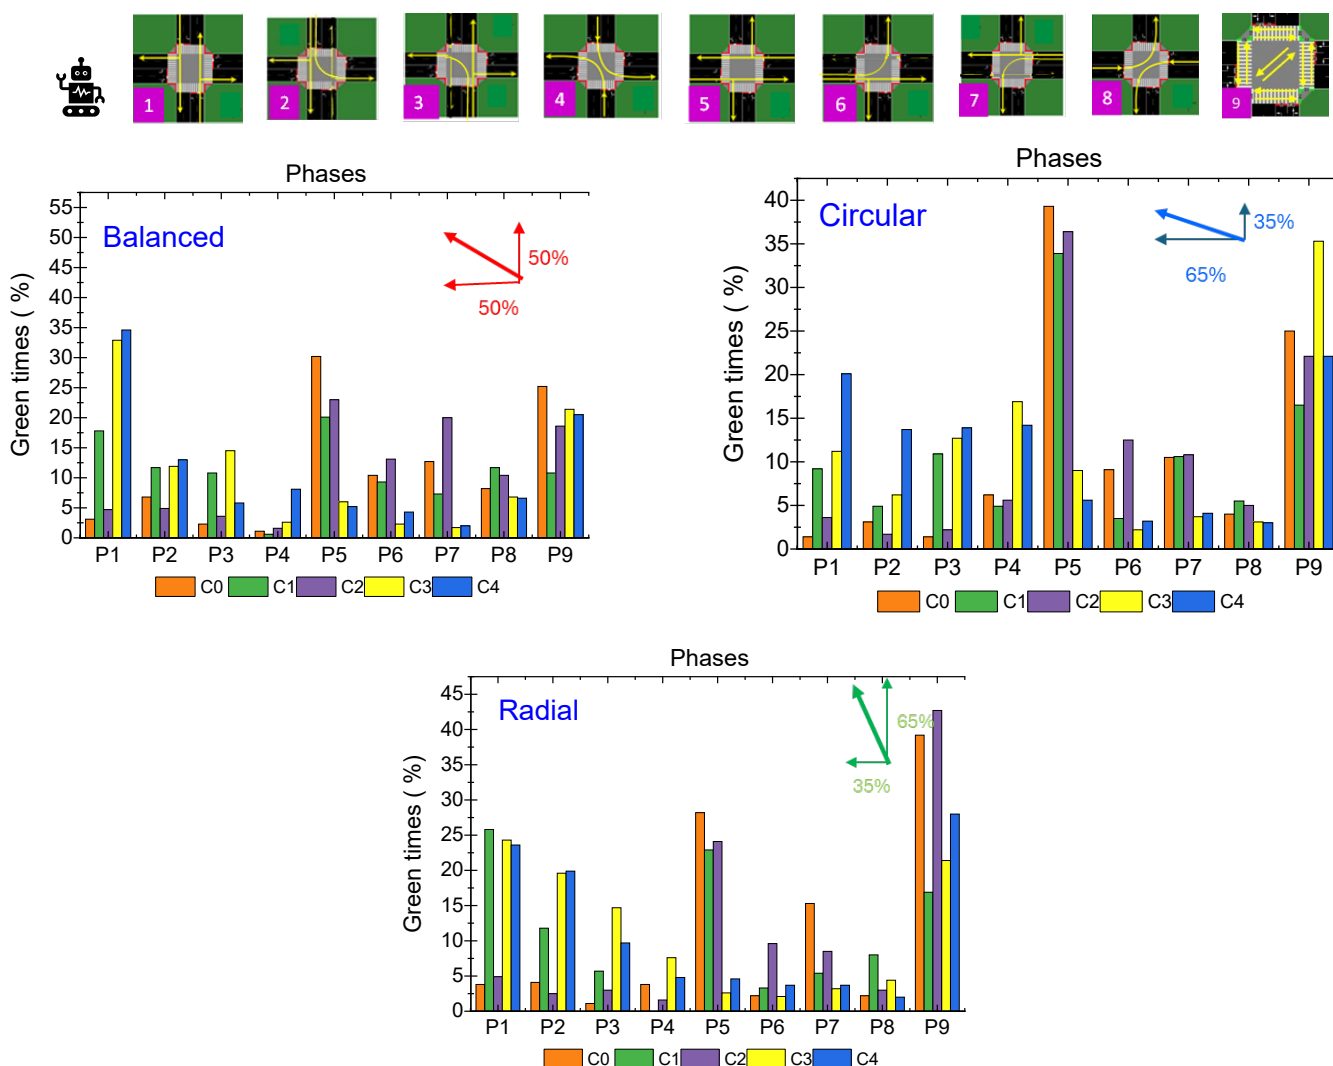 1 2 3 4 5 6 7 8 9
Phases
Balanced
50%
50%
Green times ( %)
55
50
45
40
35
30
25
20
15
10
5
0
P1 P2 P3 P4 P5 P6 P7 P8 P9
C0 C1 C2 C3 C4
Phases
Circular
35%
65%
Green times ( %)
40
35
30
25
20
15
10
5
0
P1 P2 P3 P4 P5 P6 P7 P8 P9
C0 C1 C2 C3 C4
Phases
Radial
65%
35%
Green times ( %)
45
40
35
30
25
20
15
10
5
0
P1 P2 P3 P4 P5 P6 P7 P8 P9
C0 C1 C2 C3 C4